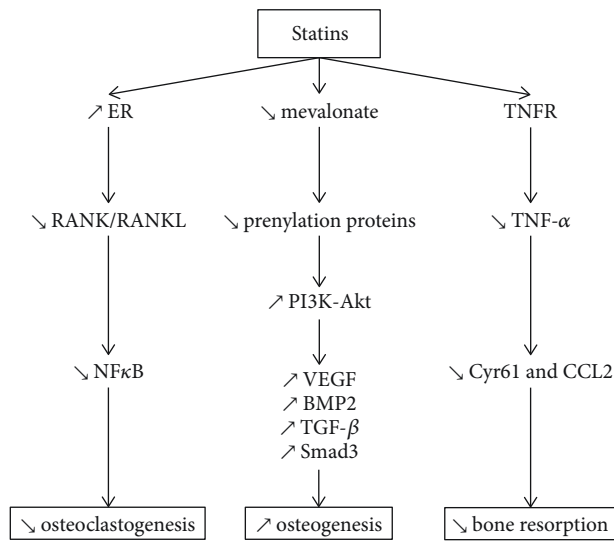 Statins
↗ ER
↘ mevalonate
TNFR
↘ RANK/RANKL
↘ prenylation proteins
↘ TNF-α
↗ PI3K-Akt
↘ NFκB
↗ VEGF
↗ BMP2
↗ TGF-β
↗ Smad3
↘ Cyr61 and CCL2
↘ osteoclastogenesis
↗ osteogenesis
↘ bone resorption